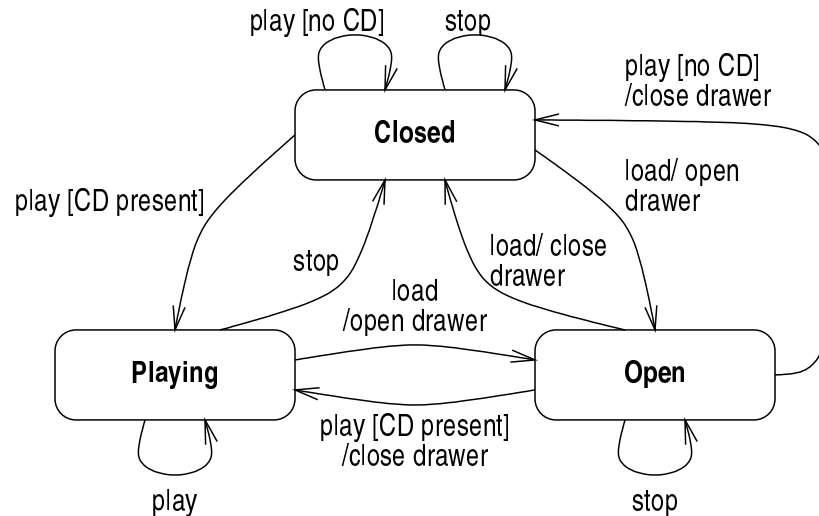 play [no CD]
stop
play [no CD]
/close drawer
Closed
load/ open
drawer
play [CD present]
stop
load/ close
drawer
load
/open drawer
Playing
Open
play [CD present]
/close drawer
play
stop